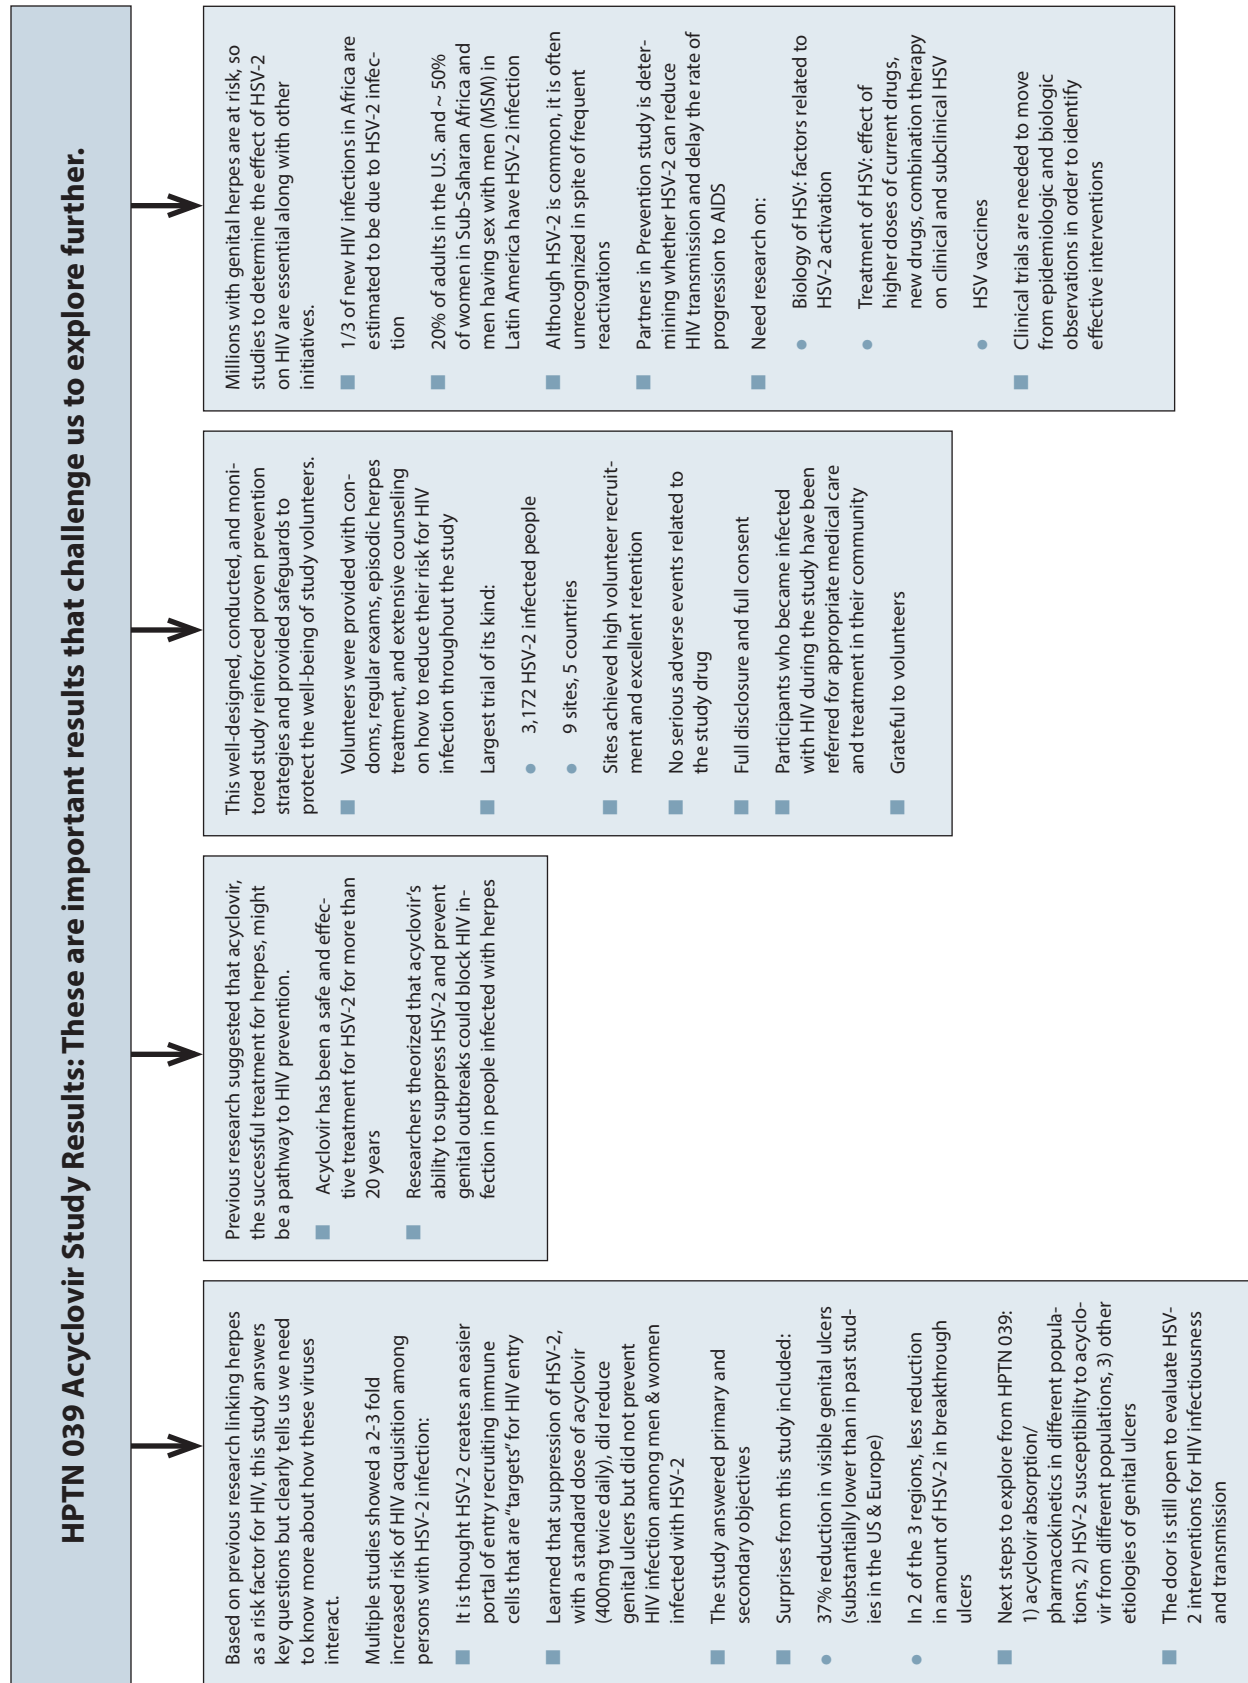 HPTN 039 Acyclovir Study Results: These are important results that challenge us to explore further.
Based on previous research linking herpes
as a risk factor for HIV, this study answers
key questions but clearly tells us we need
to know more about how these viruses
interact.
Multiple studies showed a 2-3 fold
increased risk of HIV acquisition among
persons with HSV-2 infection:
■ It is thought HSV-2 creates an easier
portal of entry recruiting immune
cells that are “targets” for HIV entry
■ Learned that suppression of HSV-2,
with a standard dose of acyclovir
(400mg twice daily), did reduce
genital ulcers but did not prevent
HIV infection among men & women
infected with HSV-2
■ The study answered primary and
secondary objectives
■ Surprises from this study included:
● 37% reduction in visible genital ulcers
(substantially lower than in past stud-
ies in the US & Europe)
● In 2 of the 3 regions, less reduction
in amount of HSV-2 in breakthrough
ulcers
■ Next steps to explore from HPTN 039:
1) acyclovir absorption/
pharmacokinetics in different popula-
tions, 2) HSV-2 susceptibility to acyclo-
vir from different populations, 3) other
etiologies of genital ulcers
■ The door is still open to evaluate HSV-
2 interventions for HIV infectiousness
and transmission
Previous research suggested that acyclovir,
the successful treatment for herpes, might
be a pathway to HIV prevention.
■ Acyclovir has been a safe and effec-
tive treatment for HSV-2 for more than
20 years
■ Researchers theorized that acyclovir’s
ability to suppress HSV-2 and prevent
genital outbreaks could block HIV in-
fection in people infected with herpes
This well-designed, conducted, and moni-
tored study reinforced proven prevention
strategies and provided safeguards to
protect the well-being of study volunteers.
■ Volunteers were provided with con-
doms, regular exams, episodic herpes
treatment, and extensive counseling
on how to reduce their risk for HIV
infection throughout the study
■ Largest trial of its kind:
● 3,172 HSV-2 infected people
● 9 sites, 5 countries
■ Sites achieved high volunteer recruit-
ment and excellent retention
■ No serious adverse events related to
the study drug
■ Full disclosure and full consent
■ Participants who became infected
with HIV during the study have been
referred for appropriate medical care
and treatment in their community
■ Grateful to volunteers
Millions with genital herpes are at risk, so
studies to determine the effect of HSV-2
on HIV are essential along with other
initiatives.
■ 1/3 of new HIV infections in Africa are
estimated to be due to HSV-2 infec-
tion
■ 20% of adults in the U.S. and ~ 50%
of women in Sub-Saharan Africa and
men having sex with men (MSM) in
Latin America have HSV-2 infection
■ Although HSV-2 is common, it is often
unrecognized in spite of frequent
reactivations
■ Partners in Prevention study is deter-
mining whether HSV-2 can reduce
HIV transmission and delay the rate of
progression to AIDS
■ Need research on:
● Biology of HSV: factors related to
HSV-2 activation
● Treatment of HSV: effect of
higher doses of current drugs,
new drugs, combination therapy
on clinical and subclinical HSV
● HSV vaccines
■ Clinical trials are needed to move
from epidemiologic and biologic
observations in order to identify
effective interventions